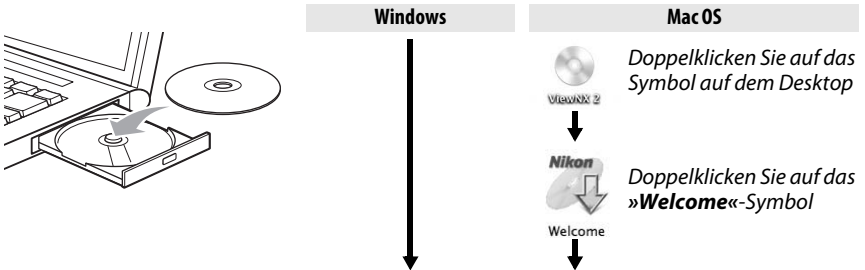 Windows
Mac OS
Doppelklicken Sie auf das
Symbol auf dem Desktop
ViewNX 2
Nikon
Doppelklicken Sie auf das
»Welcome«-Symbol
Welcome